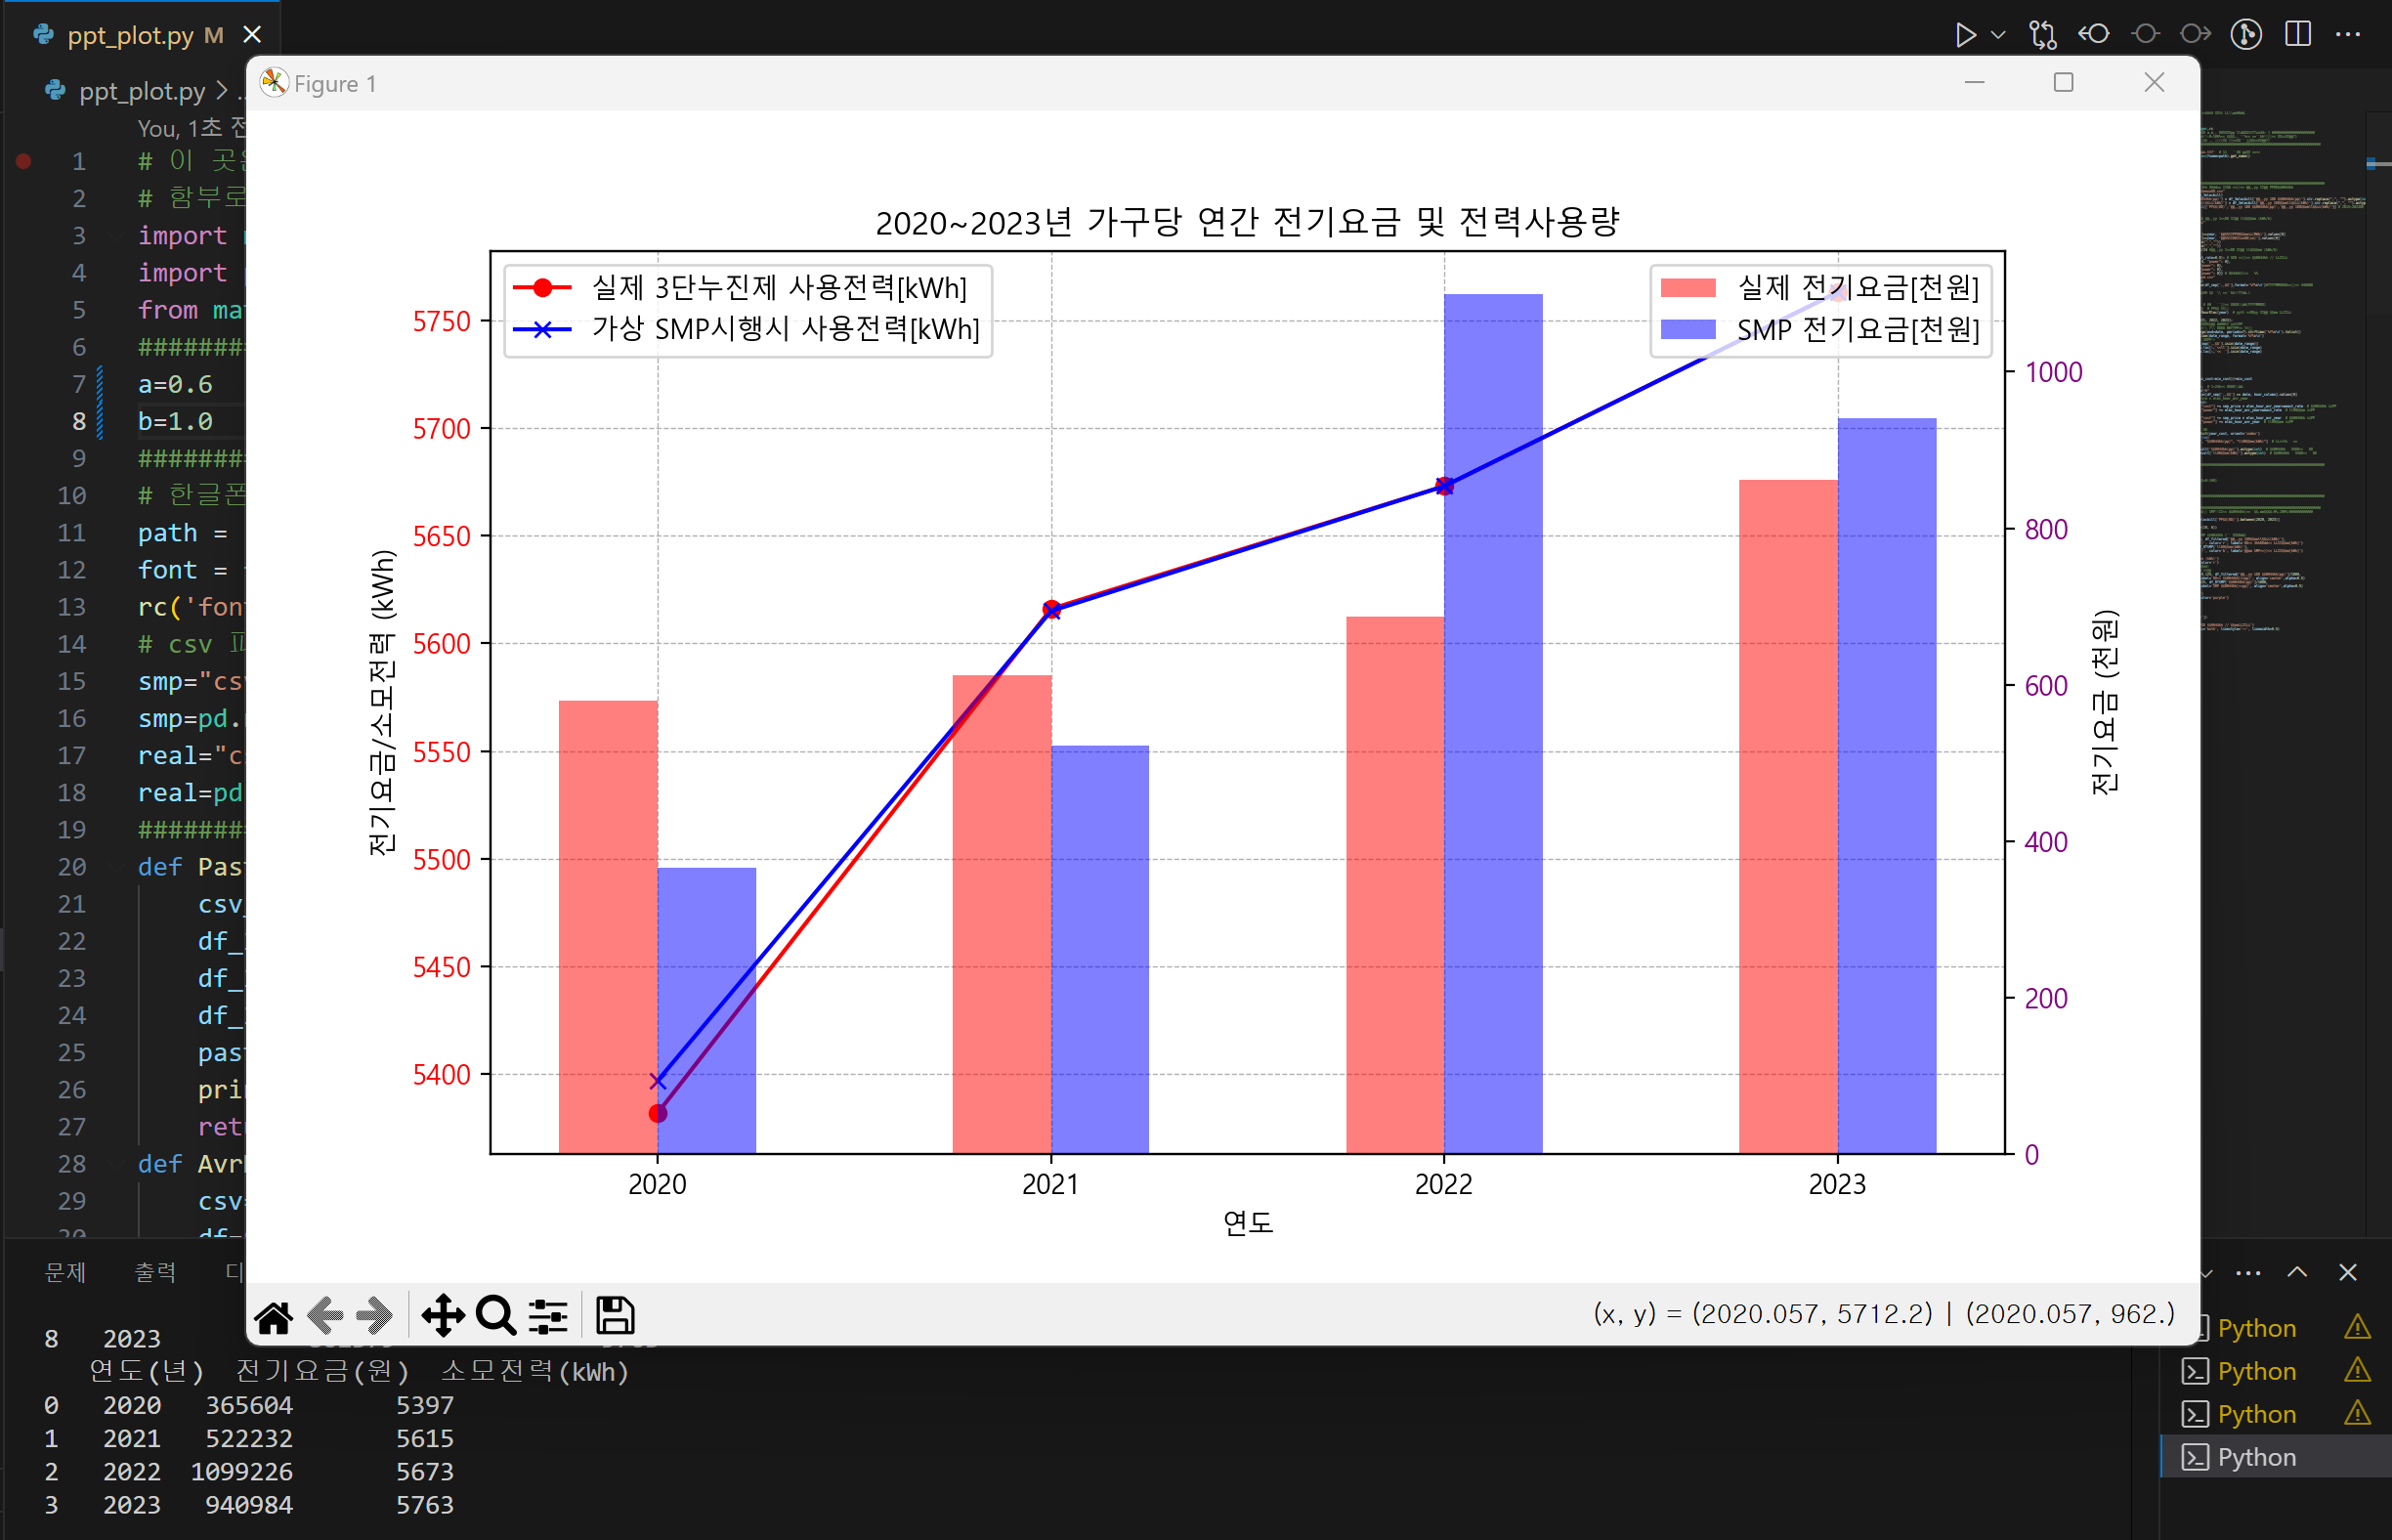 ppt_plot.py M
ppt_plot.py
Figure 1
You, 1초 전
1 # 이 곳은
2 # 함부로
3 import
4 import
5 from mat
6 ########
7 a=0.6
8 b=1.0
9 ########
10 # 한글폰
11 path =
12 font =
13 rc('fon
14 # csv 파
15 smp="csv
16 smp=pd.
17 real="c
18 real=pd
19 ########
20 def Pas
21 csv_
22 df_
23 df_
24 df_
25 pas
26 pri
27 ret
28 def Avr
29 csv
30 df=
2020~2023년 가구당 연간 전기요금 및 전력사용량
실제 3단누진제 사용전력[kWh]
가상 SMP시행시 사용전력[kWh]
실제 전기요금[천원]
SMP 전기요금[천원]
전기요금/소모전력 (kWh)
5750
5700
5650
5600
5550
5500
5450
5400
1000
800
600
400
200
0
전기요금 (천원)
2020 2021 2022 2023
연도
(x, y) = (2020.057, 5712.2) | (2020.057, 962.)
문제 출력 디
8 2023
연도(년) 전기요금(원) 소모전력(kWh)
0 2020 365604 5397
1 2021 522232 5615
2 2022 1099226 5673
3 2023 940984 5763
Python
Python
Python
Python